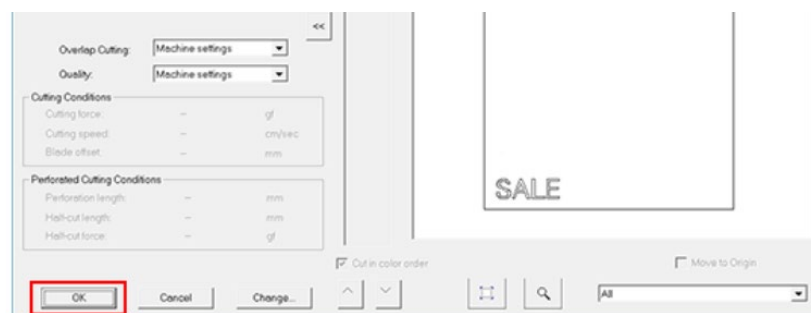 <<
Overlap Cutting: Machine settings
Quality: Machine settings
Cutting Conditions
Cutting force: – gf
Cutting speed: – cm/sec
Blade offset: – mm
Perforated Cutting Conditions
Perforation length: – mm
Half-cut length: – mm
Half-cut force: – gf
SALE
Cut in color order
Move to Origin
OK Cancel Change... All